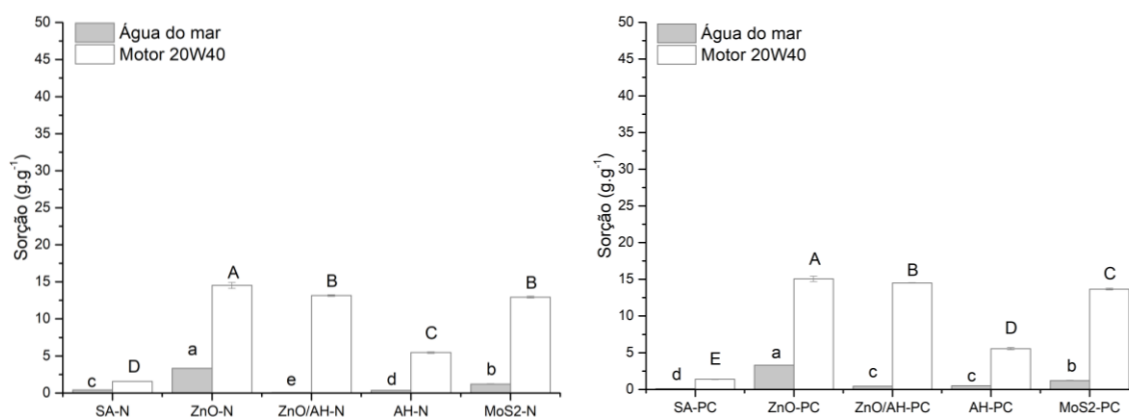 50
45
40
35
30
25
20
15
10
5
0
Sorção (g.g-1)
Água do mar
Motor 20W40
c
D
a
A
e
B
d
C
b
B
SA-N
ZnO-N
ZnO/AH-N
AH-N
MoS2-N
50
45
40
35
30
25
20
15
10
5
0
Sorção (g.g-1)
Água do mar
Motor 20W40
d
E
a
A
c
B
c
D
b
C
SA-PC
ZnO-PC
ZnO/AH-PC
AH-PC
MoS2-PC